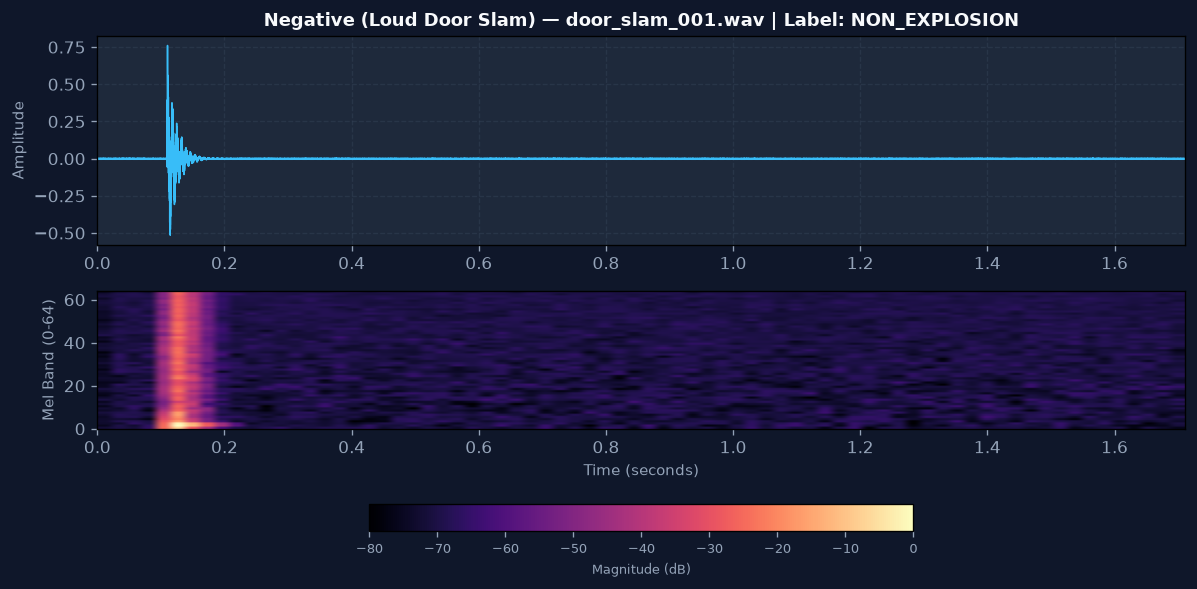 Negative (Loud Door Slam) — door_slam_001.wav | Label: NON_EXPLOSION
Amplitude
0.75
0.50
0.25
0.00
−0.25
−0.50
0.0 0.2 0.4 0.6 0.8 1.0 1.2 1.4 1.6
Mel Band (0-64)
60
40
20
0
0.0 0.2 0.4 0.6 0.8 1.0 1.2 1.4 1.6
Time (seconds)
−80 −70 −60 −50 −40 −30 −20 −10 0
Magnitude (dB)